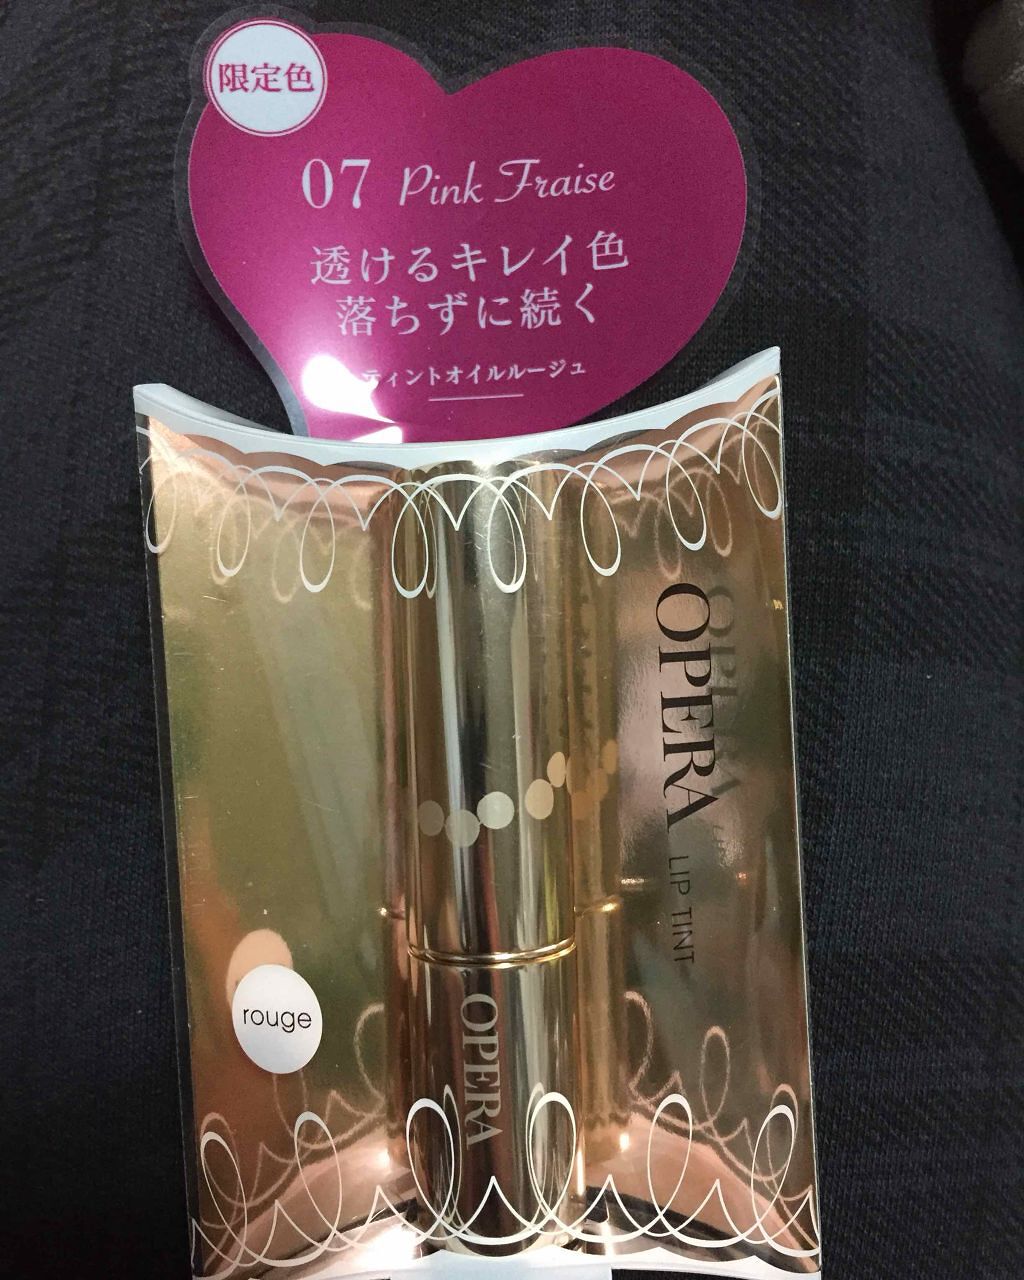 限定色
07 Pink Fraise
透けるキレイ色
落ちずに続く
ティントオイルルージュ
OPERA LIP TINT
rouge
OPERA